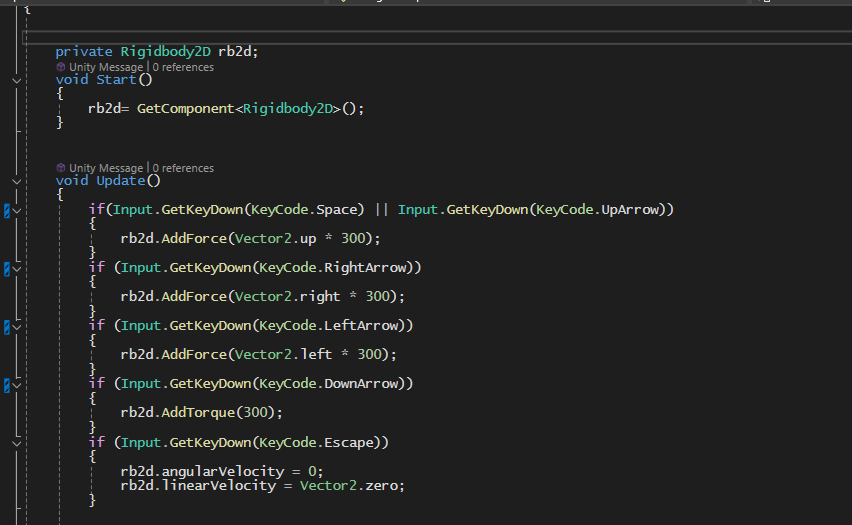 {
private Rigidbody2D rb2d;
Unity Message | 0 references
void Start()
{
rb2d= GetComponent<Rigidbody2D>();
}
Unity Message | 0 references
void Update()
{
if(Input.GetKeyDown(KeyCode.Space) || Input.GetKeyDown(KeyCode.UpArrow))
{
rb2d.AddForce(Vector2.up * 300);
}
if (Input.GetKeyDown(KeyCode.RightArrow))
{
rb2d.AddForce(Vector2.right * 300);
}
if (Input.GetKeyDown(KeyCode.LeftArrow))
{
rb2d.AddForce(Vector2.left * 300);
}
if (Input.GetKeyDown(KeyCode.DownArrow))
{
rb2d.AddTorque(300);
}
if (Input.GetKeyDown(KeyCode.Escape))
{
rb2d.angularVelocity = 0;
rb2d.linearVelocity = Vector2.zero;
}